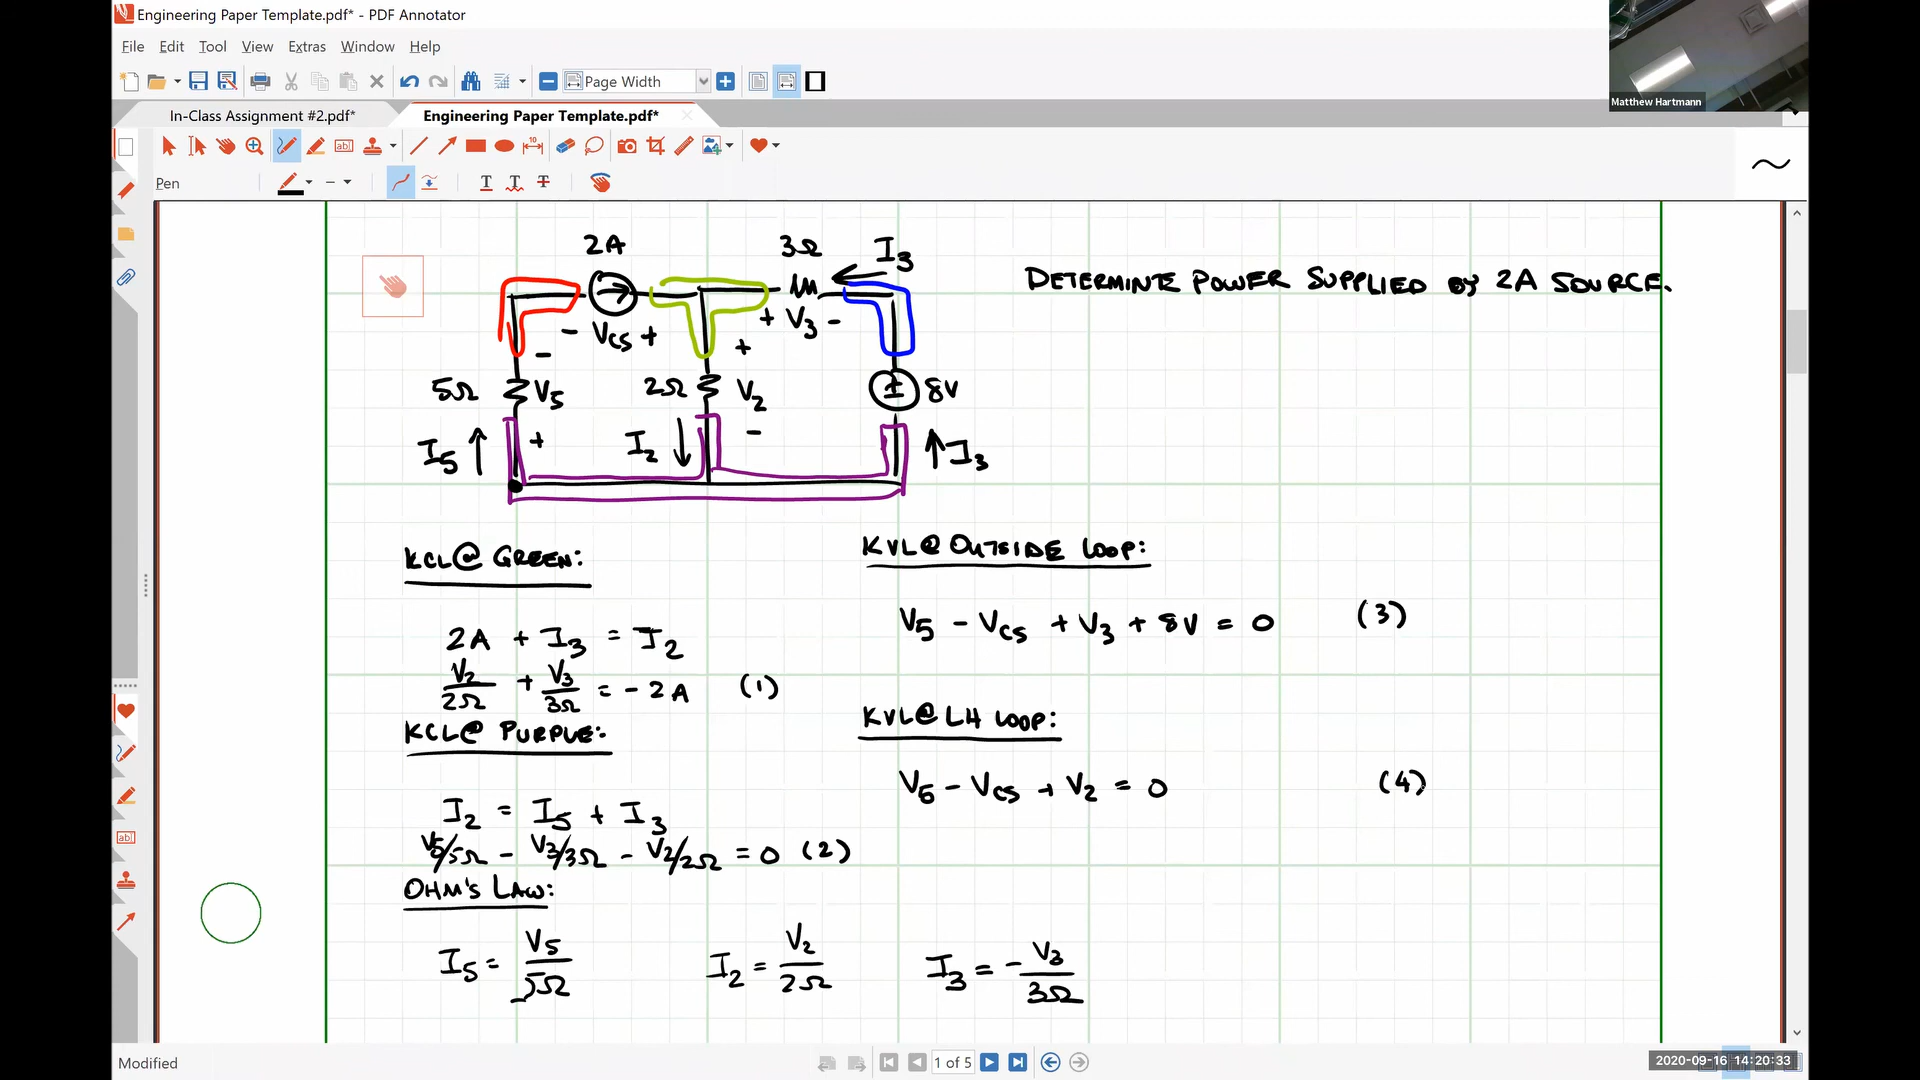 Engineering Paper Template.pdf* - PDF Annotator
File Edit Tool View Extras Window Help
Page Width
Matthew Hartmann
In-Class Assignment #2.pdf*
Engineering Paper Template.pdf*
Pen
2A 3Ω I3
DETERMINE POWER SUPPLIED BY 2A SOURCE.
- Vcs + + V3 -
- +
5Ω V5 2Ω V2 8V
I5 + I2 - I3
KCL@ GREEN:
2A + I3 = I2
V2/2Ω + V3/3Ω = -2A (1)
KCL@ PURPLE:
I2 = I5 + I3
V5/5Ω - V3/3Ω - V2/2Ω = 0 (2)
OHM'S LAW:
I5 = V5/5Ω I2 = V2/2Ω I3 = -V3/3Ω
KVL@ OUTSIDE LOOP:
V5 - Vcs + V3 + 8V = 0 (3)
KVL@ LH LOOP:
V5 - Vcs + V2 = 0 (4)
Modified
1 of 5
2020-09-16 14:20:33